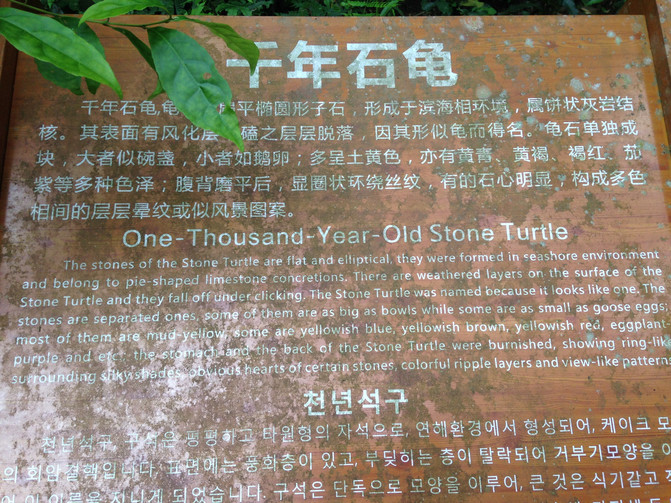 千年石龟
千年石龟,龟 平椭圆形子石，形成于滨海相环境，属饼状灰岩结
核。其表面有风化层 磕之层层脱落，因其形似龟而得名。龟石单独成
块，大者似碗盏，小者如鹅卵；多呈土黄色，亦有黄青、黄褐、褐红、茄
紫等多种色泽；腹背磨平后，显圈状环绕丝纹，有的石心明显，构成多色
相间的层层晕纹或似风景图案。
One-Thousand-Year-Old Stone Turtle
The stones of the Stone Turtle are flat and elliptical, they were formed in seashore environment
and belong to pie-shaped limestone concretions. There are weathered layers on the surface of the
Stone Turtle and they fall off under clicking. The Stone Turtle was named because it looks like one. The
stones are separated ones, some of them are as big as bowls while some are as small as goose eggs;
most of them are mud-yellow, some are yellowish blue, yellowish brown, yellowish red, eggplant
purple and etc; the stomach and the back of the Stone Turtle were burnished, showing ring-like
surrounding silky shades, obvious hearts of certain stones, colorful ripple layers and view-like patterns
천년석구
천년석구, 구석은 평평하고 타원형의 자석으로, 연해환경에서 형성되어, 케이크 모
의 회암결핵입니다. 표면에는 풍화층이 있고, 부딪히는 층이 탈락되어 거북기모양을 이
이 이름을 지니게 되었습니다. 구석은 단독으로 모양을 이루어, 큰 것은 식기같고